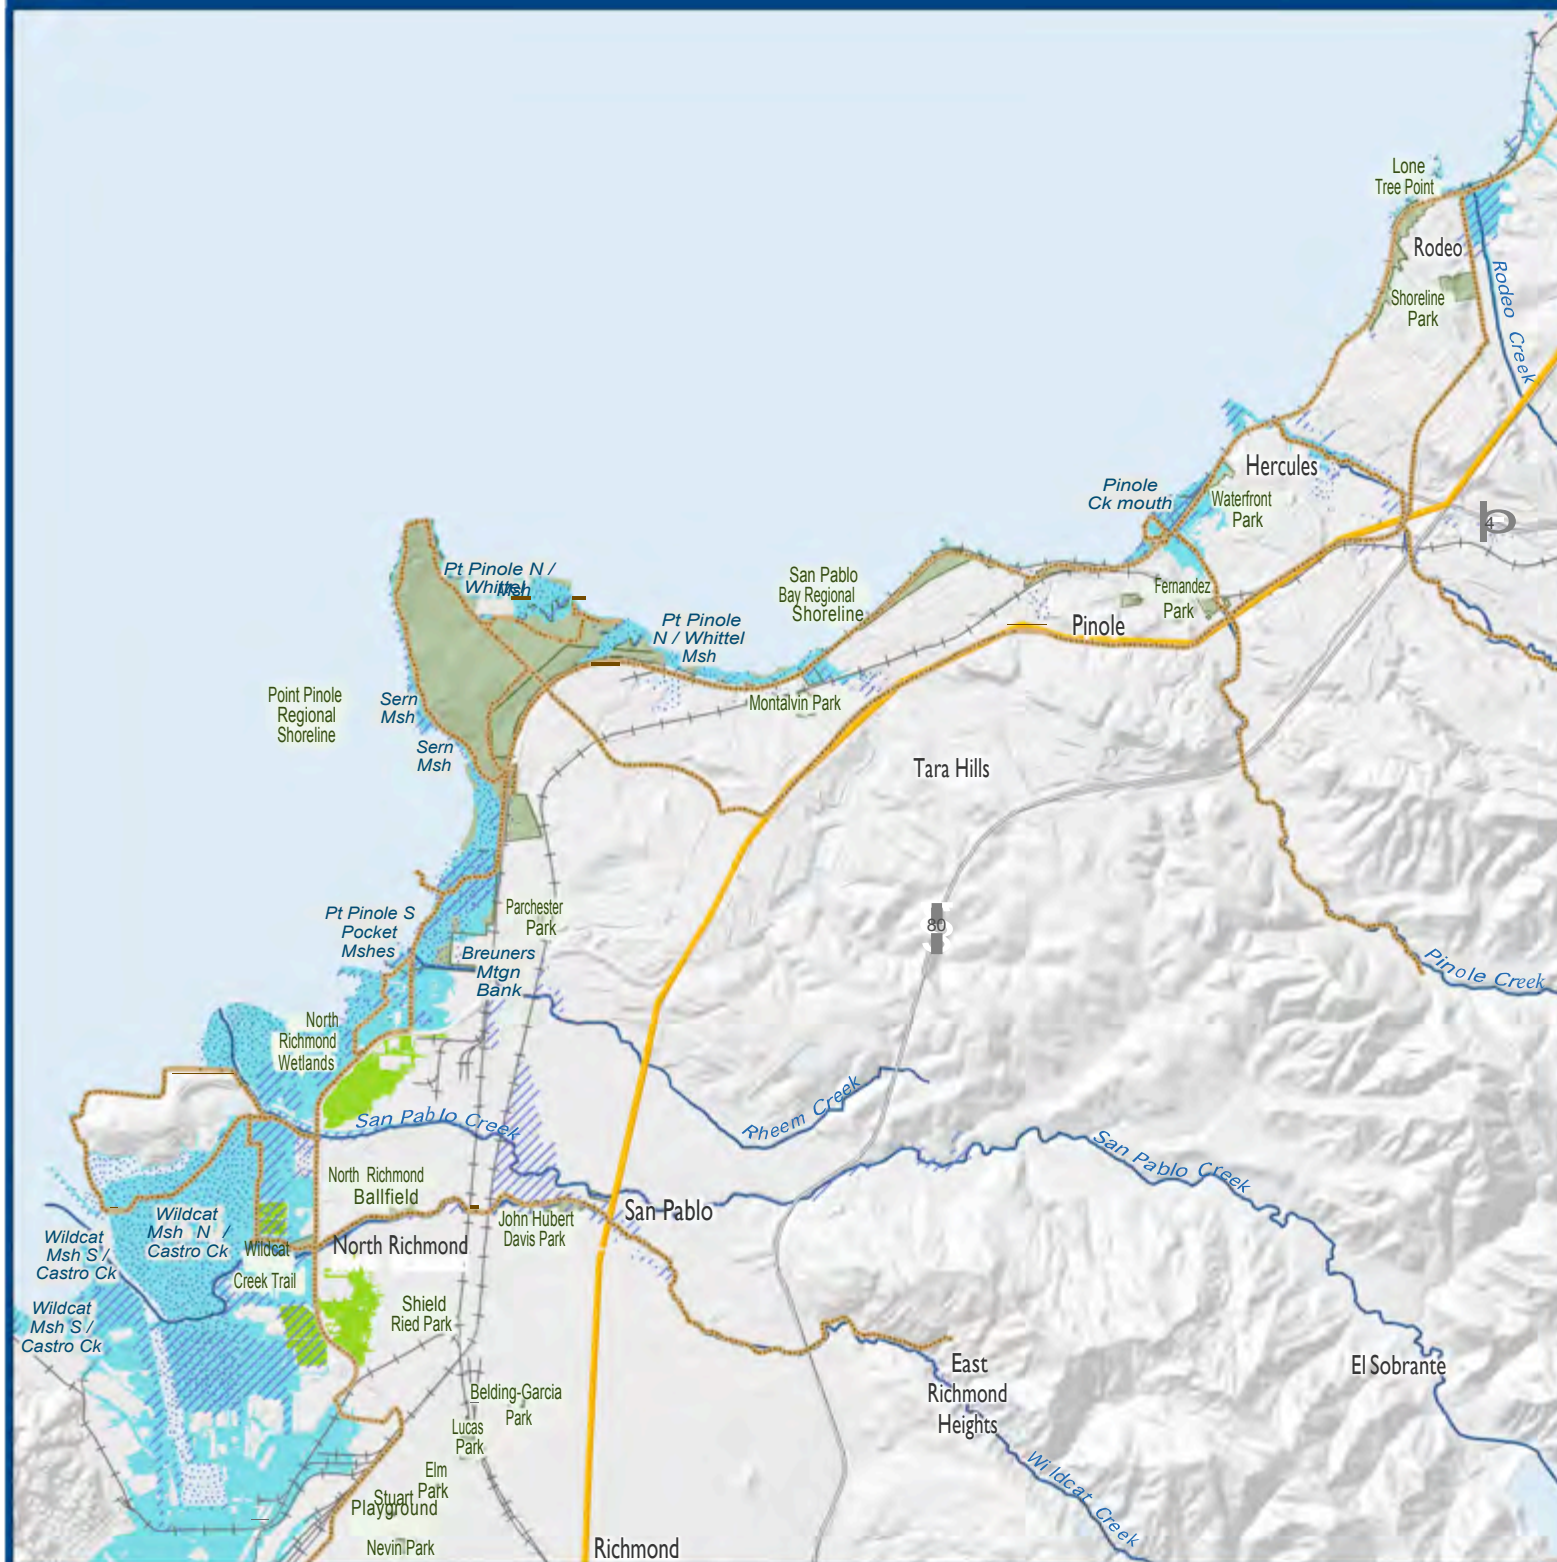 Lone
Tree Point
Rodeo
Rodeo Creek
Shoreline
Park
Hercules
Pinole
Ck mouth
Waterfront
Park
4
Pt Pinole N /
Whittel
Msh
San Pablo
Bay Regional
Shoreline
Fernandez
Park
Pt Pinole
N / Whittel
Msh
Pinole
Point Pinole
Regional
Shoreline
Sern
Msh
Montalvin Park
Sern
Msh
Tara Hills
Parchester
Park
80
Pt Pinole S
Pocket
Mshes
Breuners
Mtgn
Bank
Pinole Creek
North
Richmond
Wetlands
San Pablo Creek
Rheem Creek
San Pablo Creek
North Richmond
Ballfield
Wildcat
Msh N /
Castro Ck
John Hubert
Davis Park
San Pablo
Wildcat
Msh S /
Castro Ck
Wildcat
Creek Trail
North Richmond
Wildcat
Msh S /
Castro Ck
Shield
Ried Park
East
Richmond
Heights
El Sobrante
Belding-Garcia
Park
Lucas
Park
Elm
Park
Stuart
Playground
Wildcat Creek
Nevin Park
Richmond